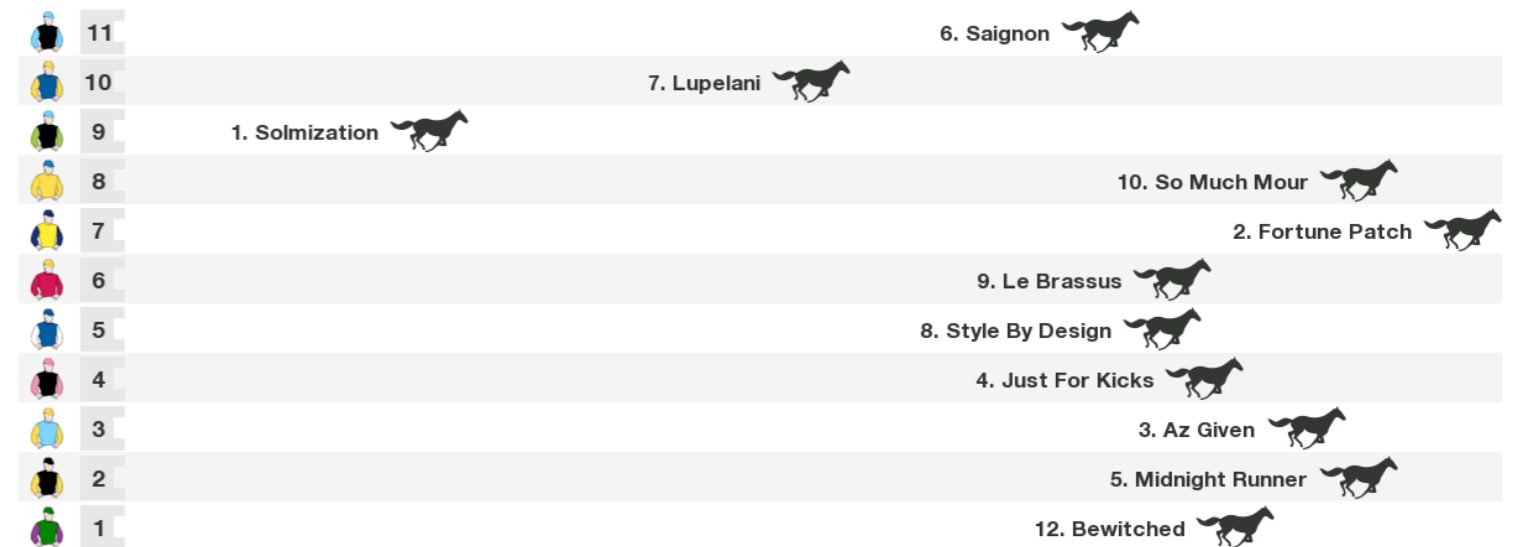 11 6. Saignon
10 7. Lupelani
9 1. Solmization
8 10. So Much Mour
7 2. Fortune Patch
6 9. Le Brassus
5 8. Style By Design
4 4. Just For Kicks
3 3. Az Given
2 5. Midnight Runner
1 12. Bewitched